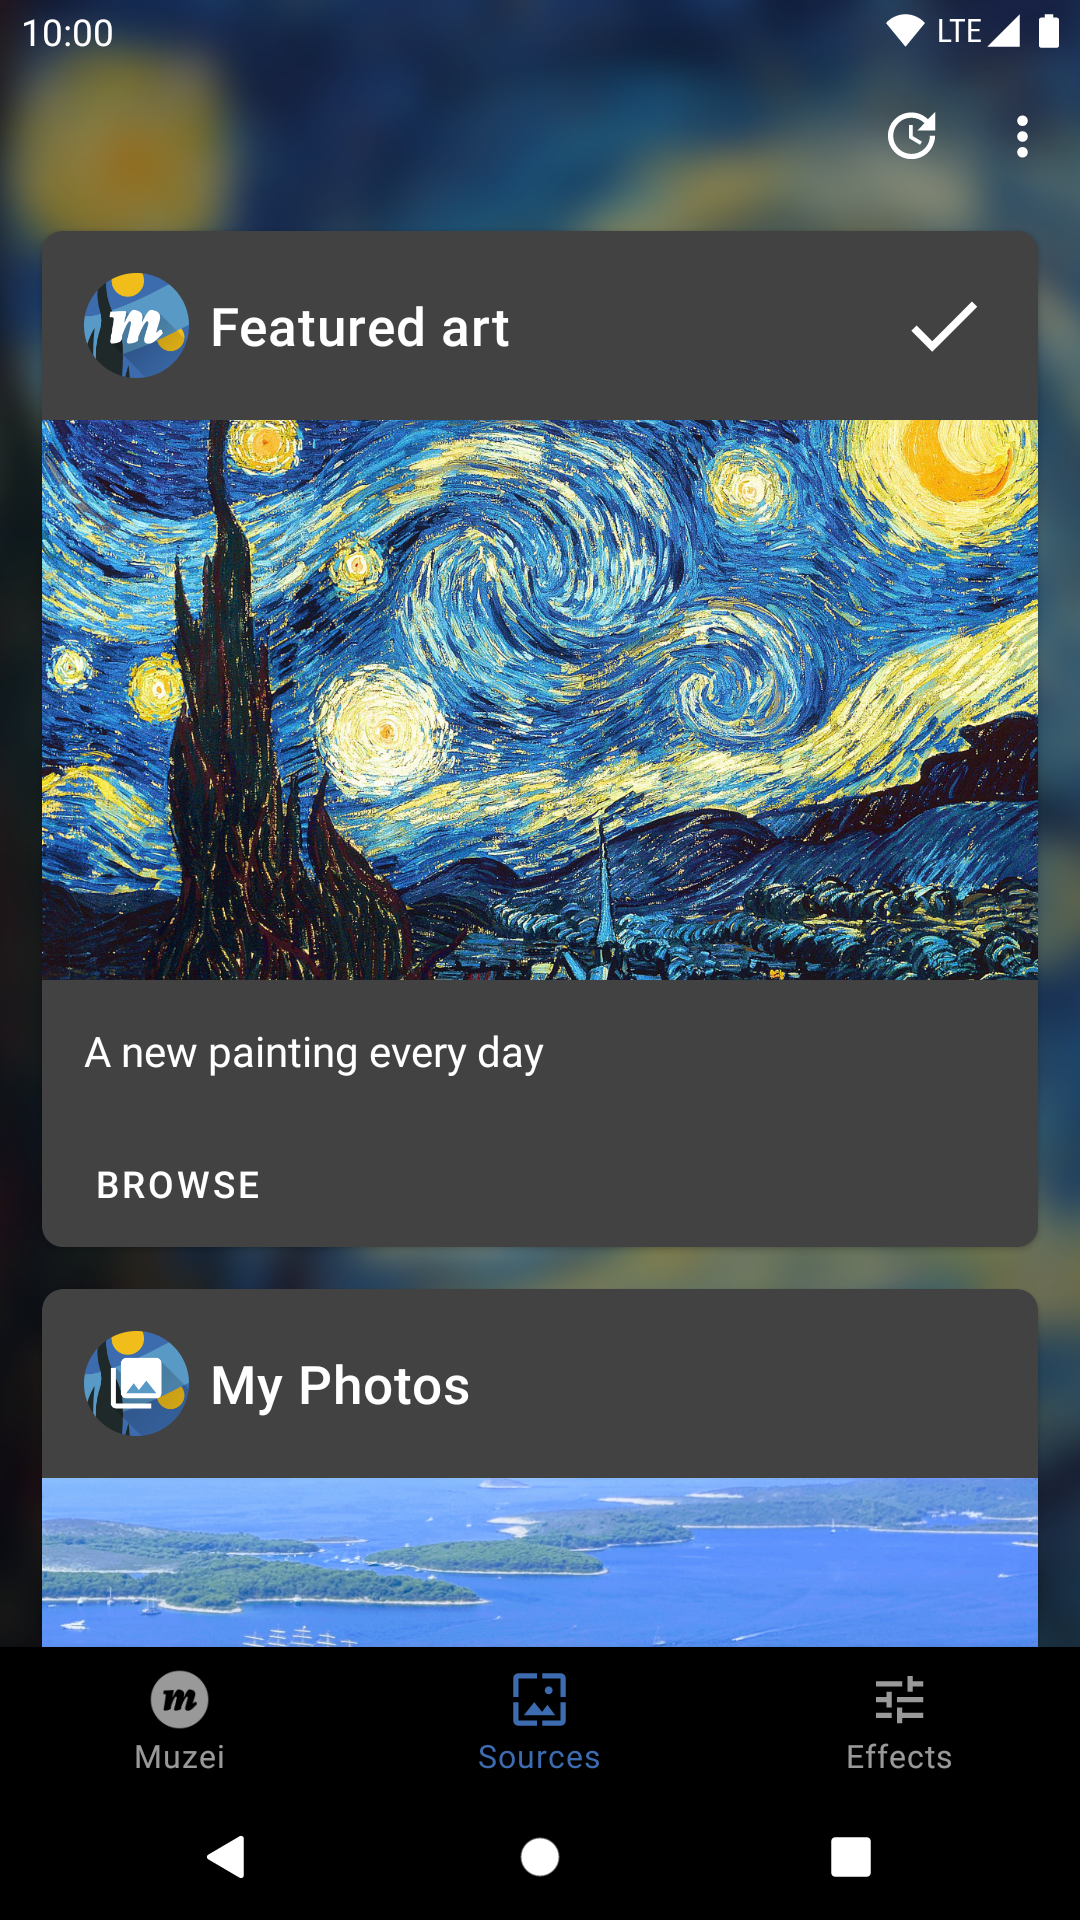 10:00 LTE
m Featured art
A new painting every day
BROWSE
My Photos
m
Muzei Sources Effects